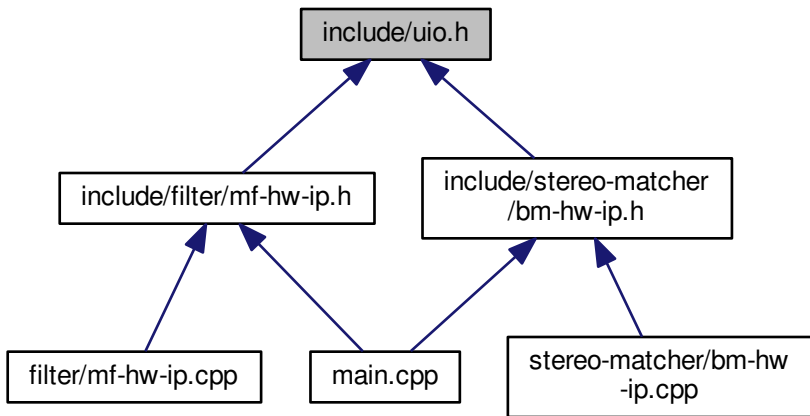 include/uio.h
include/filter/mf-hw-ip.h
include/stereo-matcher
/bm-hw-ip.h
filter/mf-hw-ip.cpp
main.cpp
stereo-matcher/bm-hw
-ip.cpp